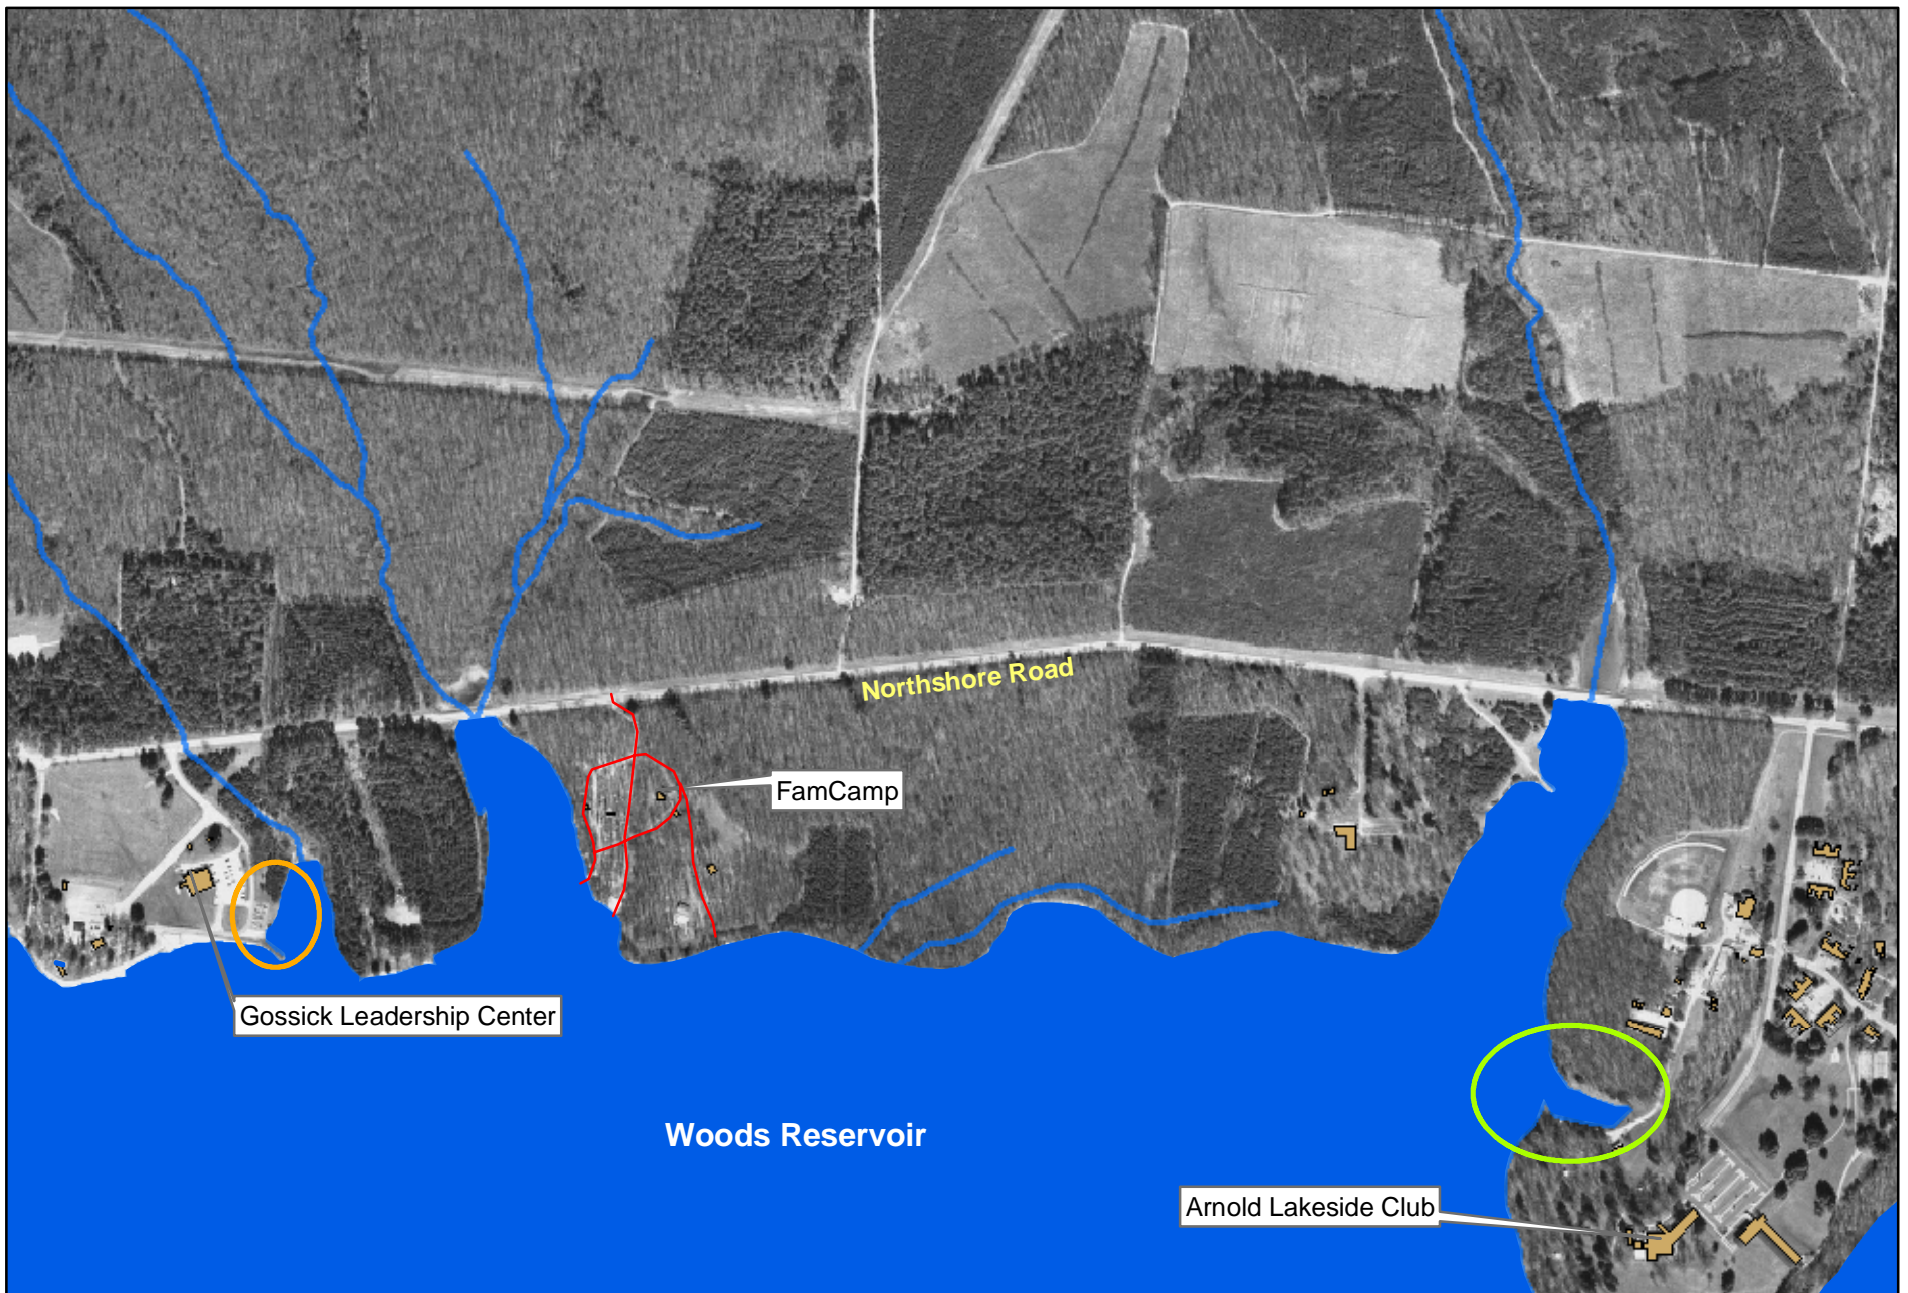 Northshore Road
FamCamp
Gossick Leadership Center
Woods Reservoir
Arnold Lakeside Club